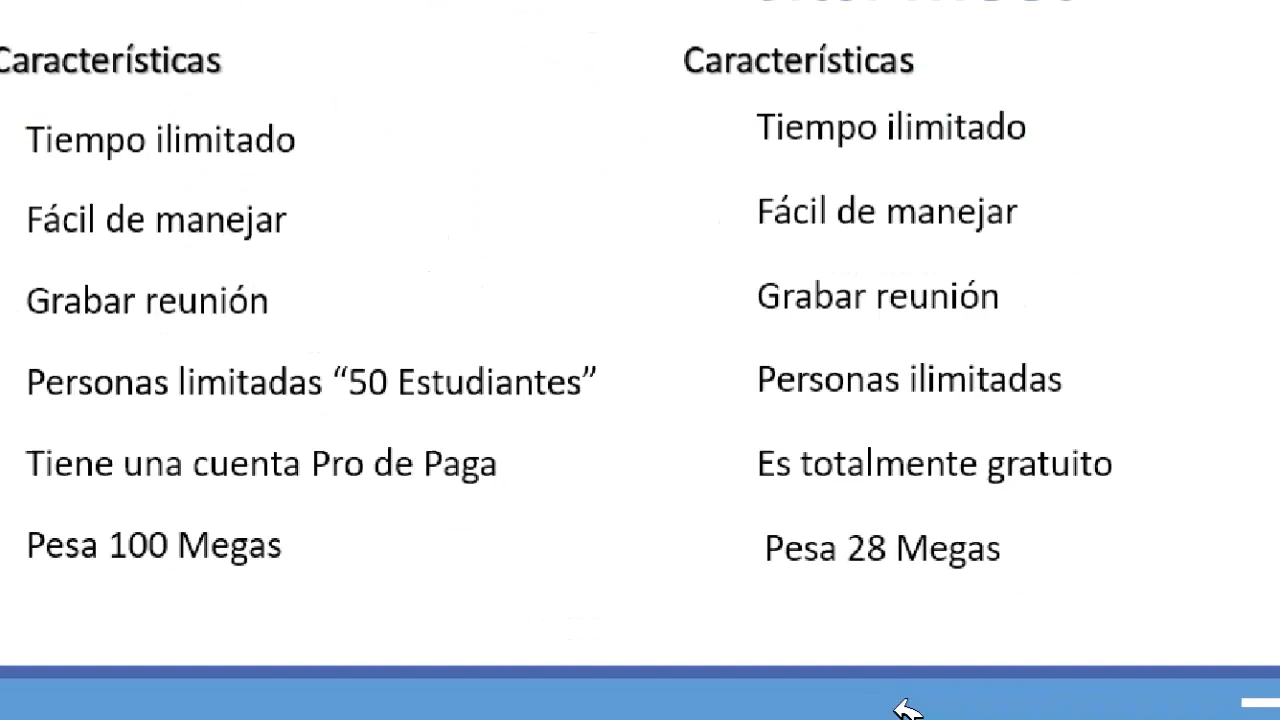 Características
Tiempo ilimitado
Fácil de manejar
Grabar reunión
Personas limitadas “50 Estudiantes”
Tiene una cuenta Pro de Paga
Pesa 100 Megas
Características
Tiempo ilimitado
Fácil de manejar
Grabar reunión
Personas ilimitadas
Es totalmente gratuito
Pesa 28 Megas